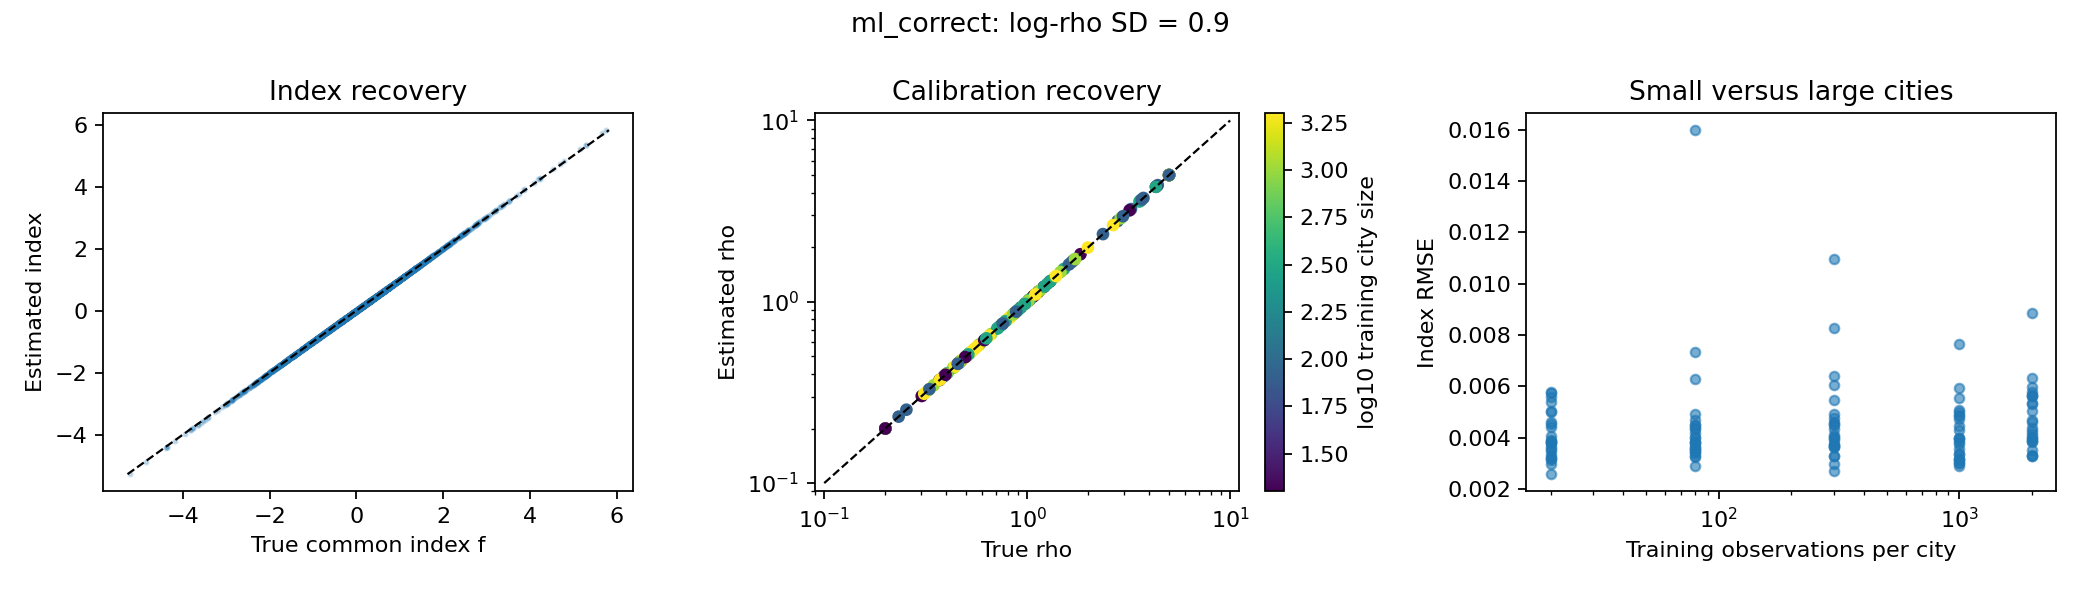 ml_correct: log-rho SD = 0.9
Index recovery
6
4
2
0
−2
−4
Estimated index
−4 −2 0 2 4 6
True common index f
Calibration recovery
10¹
10⁰
10⁻¹
Estimated rho
10⁻¹ 10⁰ 10¹
True rho
3.25
3.00
2.75
2.50
2.25
2.00
1.75
1.50
log10 training city size
Small versus large cities
0.016
0.014
0.012
0.010
0.008
0.006
0.004
0.002
Index RMSE
10² 10³
Training observations per city